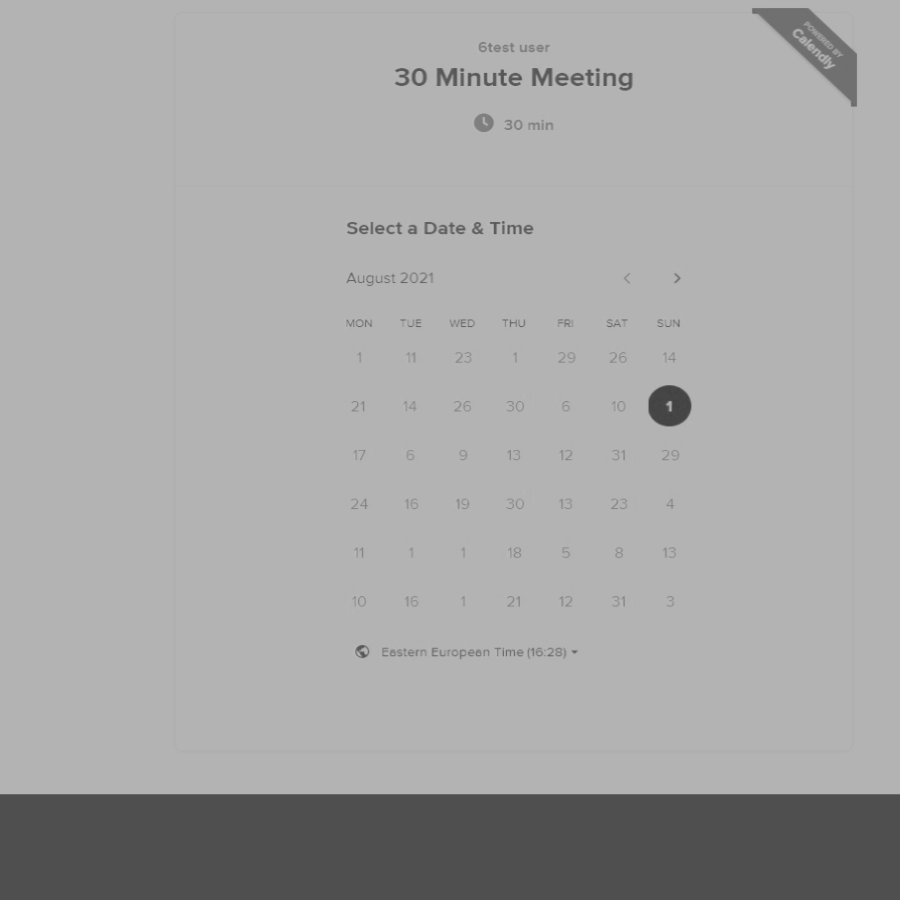 POWERED BY
Calendly
6test user
30 Minute Meeting
30 min
Select a Date & Time
August 2021
MON TUE WED THU FRI SAT SUN
1 11 23 1 29 26 14
21 14 26 30 6 10 1
17 6 9 13 12 31 29
24 16 19 30 13 23 4
11 1 1 18 5 8 13
10 16 1 21 12 31 3
Eastern European Time (16:28)